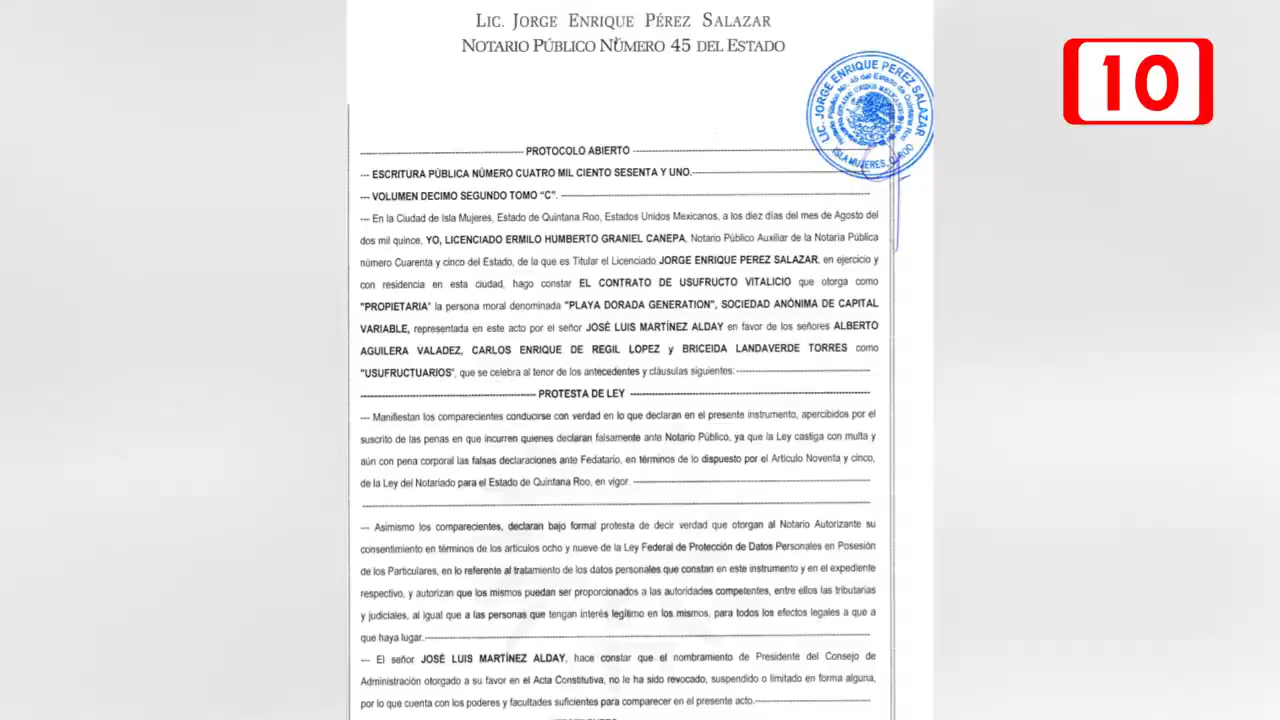 LIC. JORGE ENRIQUE PÉREZ SALAZAR
NOTARIO PÚBLICO NÚMERO 45 DEL ESTADO
10
LIC. JORGE ENRIQUE PEREZ SALAZAR
Notario Público No. 45 del Estado de Quintana Roo
ESTADOS UNIDOS MEXICANOS
ISLA MUJERES, Q. ROO
PROTOCOLO ABIERTO
--- ESCRITURA PÚBLICA NÚMERO CUATRO MIL CIENTO SESENTA Y UNO.
--- VOLUMEN DECIMO SEGUNDO TOMO "C".
--- En la Ciudad de Isla Mujeres, Estado de Quintana Roo, Estados Unidos Mexicanos, a los diez días del mes de Agosto del
dos mil quince, YO, LICENCIADO ERMILO HUMBERTO GRANIEL CANEPA, Notario Público Auxiliar de la Notaría Pública
número Cuarenta y cinco del Estado, de la que es Titular el Licenciado JORGE ENRIQUE PEREZ SALAZAR, en ejercicio y
con residencia en esta ciudad, hago constar EL CONTRATO DE USUFRUCTO VITALICIO que otorga como
"PROPIETARIA" la persona moral denominada "PLAYA DORADA GENERATION", SOCIEDAD ANÓNIMA DE CAPITAL
VARIABLE, representada en este acto por el señor JOSÉ LUIS MARTÍNEZ ALDAY en favor de los señores ALBERTO
AGUILERA VALADEZ, CARLOS ENRIQUE DE REGIL LOPEZ y BRICEIDA LANDAVERDE TORRES como
"USUFRUCTUARIOS", que se celebra al tenor de los antecedentes y cláusulas siguientes:
PROTESTA DE LEY
--- Manifiestan los comparecientes conducirse con verdad en lo que declaran en el presente instrumento, apercibidos por el
suscrito de las penas en que incurren quienes declaran falsamente ante Notario Público, ya que la Ley castiga con multa y
aún con pena corporal las falsas declaraciones ante Fedatario, en términos de lo dispuesto por el Articulo Noventa y cinco,
de la Ley del Notariado para el Estado de Quintana Roo, en vigor.
--- Asimismo los comparecientes, declaran bajo formal protesta de decir verdad que otorgan al Notario Autorizante su
consentimiento en términos de los artículos ocho y nueve de la Ley Federal de Protección de Datos Personales en Posesión
de los Particulares, en lo referente al tratamiento de los datos personales que constan en este instrumento y en el expediente
respectivo, y autorizan que los mismos puedan ser proporcionados a las autoridades competentes, entre ellos las tributarias
y judiciales, al igual que a las personas que tengan interés legítimo en los mismos, para todos los efectos legales a que a
que haya lugar.
--- El señor JOSÉ LUIS MARTÍNEZ ALDAY, hace constar que el nombramiento de Presidente del Consejo de
Administración otorgado a su favor en el Acta Constitutiva, no le ha sido revocado, suspendido o limitado en forma alguna,
por lo que cuenta con los poderes y facultades suficientes para comparecer en el presente acto.